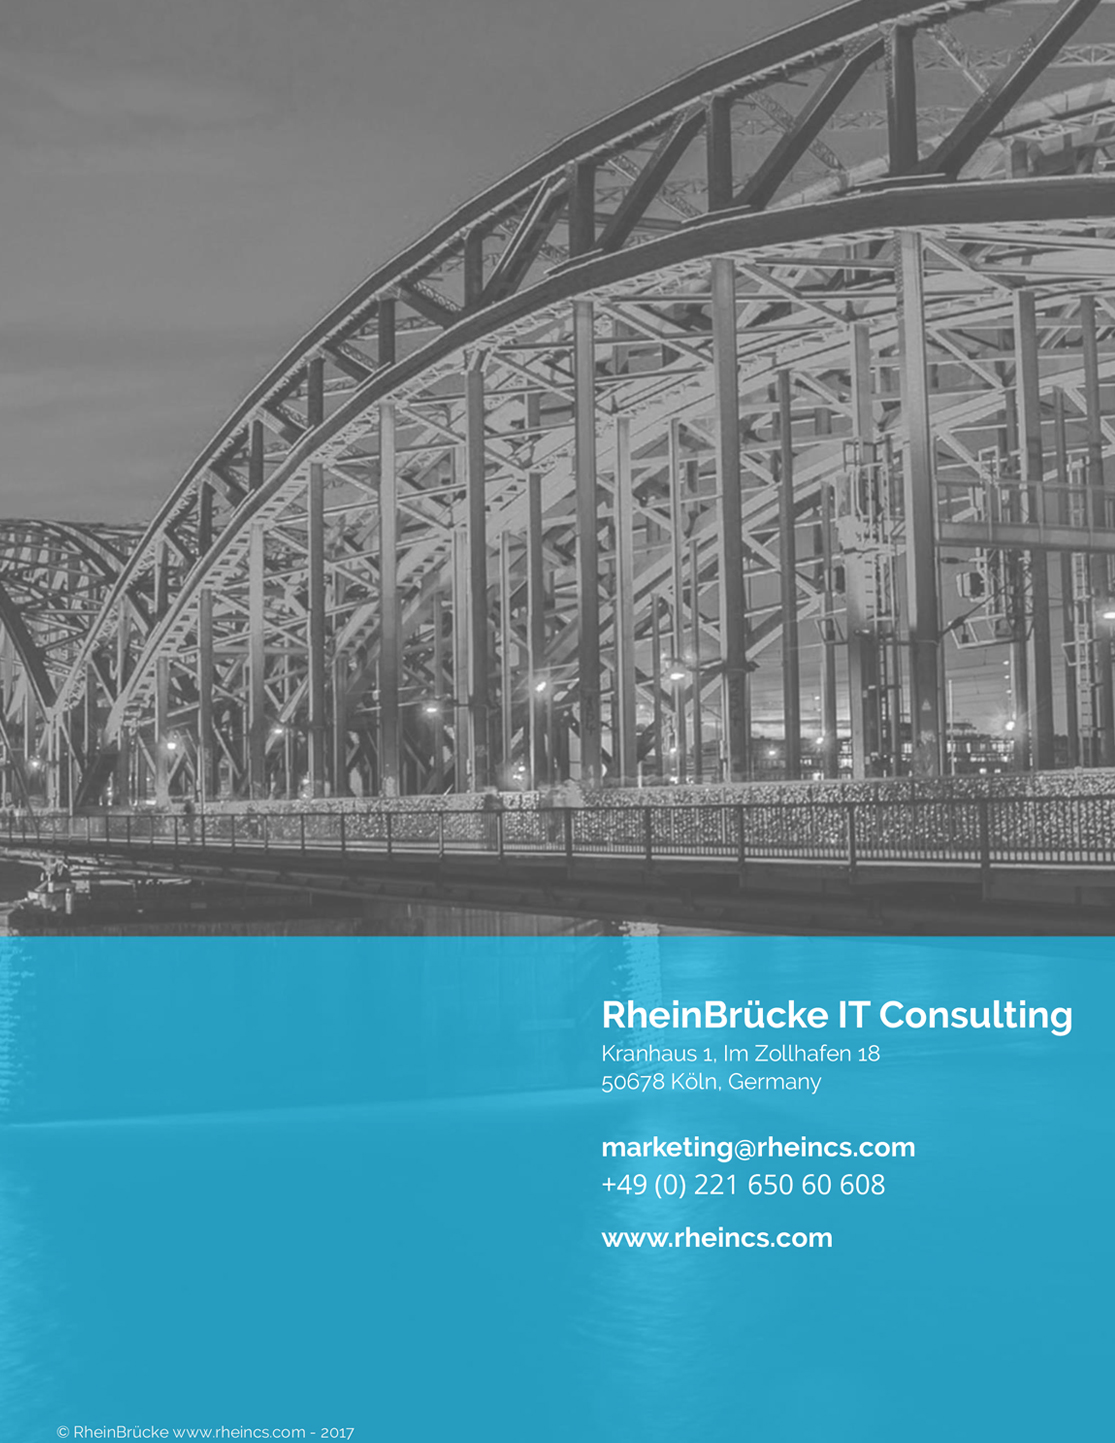 RheinBrücke IT Consulting
Kranhaus 1, Im Zollhafen 18
50678 Köln, Germany
marketing@rheincs.com
+49 (0) 221 650 60 608
www.rheincs.com
© RheinBrücke www.rheincs.com - 2017